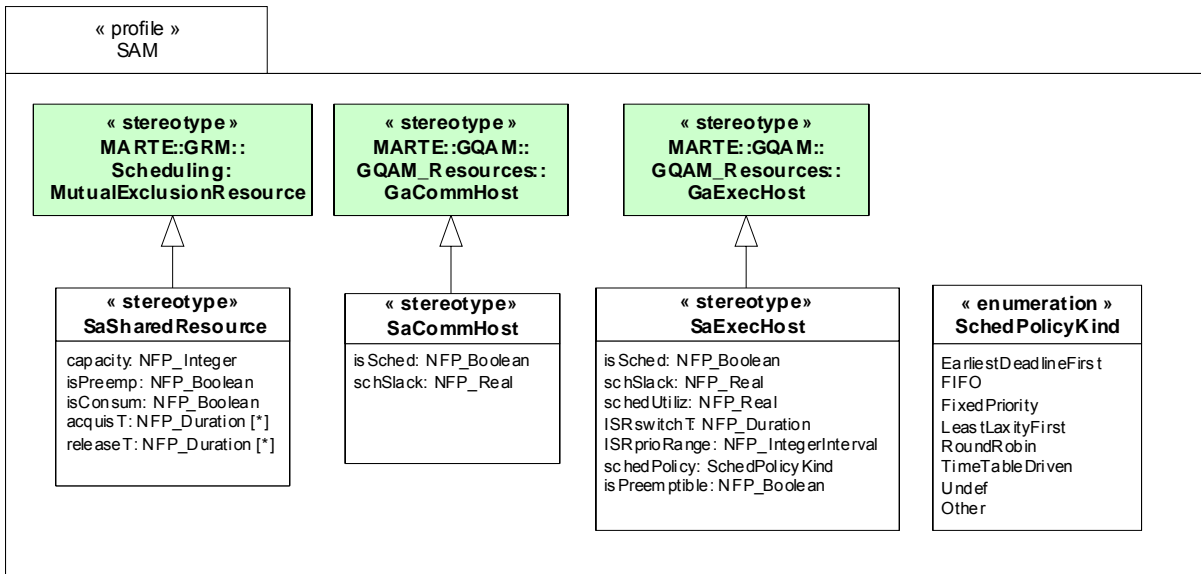 « profile »
SAM
« stereotype »
MARTE::GRM::
Scheduling:
MutualExclusionResource
« stereotype »
MARTE::GQAM::
GQAM_Resources::
GaCommHost
« stereotype »
MARTE::GQAM::
GQAM_Resources::
GaExecHost
« stereotype»
SaSharedResource
capacity: NFP_Integer
isPreemp: NFP_Boolean
isConsum: NFP_Boolean
acquisT: NFP_Duration [*]
releaseT: NFP_Duration [*]
« stereotype»
SaCommHost
isSched: NFP_Boolean
schSlack: NFP_Real
« stereotype»
SaExecHost
isSched: NFP_Boolean
schSlack: NFP_Real
schedUtiliz: NFP_Real
ISRswitchT: NFP_Duration
ISRprioRange: NFP_IntegerInterval
schedPolicy: SchedPolicyKind
isPreemptible: NFP_Boolean
« enumeration »
SchedPolicyKind
EarliestDeadlineFirst
FIFO
FixedPriority
LeastLaxityFirst
RoundRobin
TimeTableDriven
Undef
Other